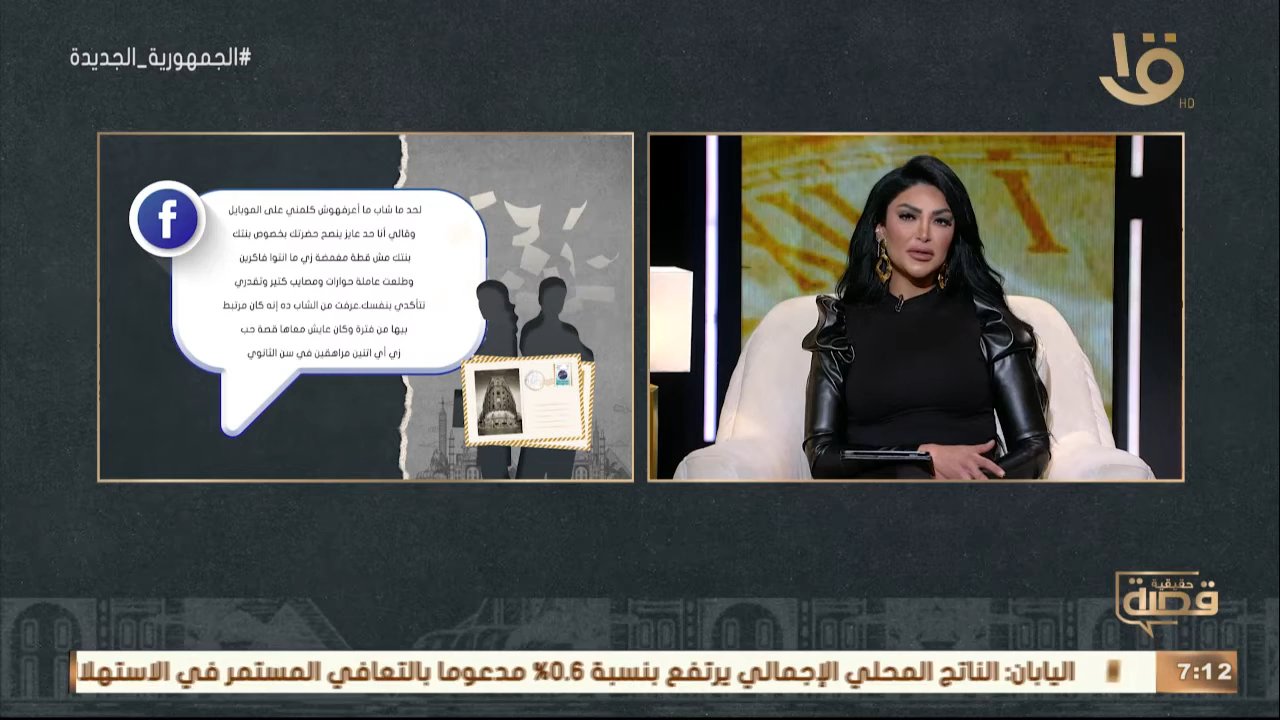 #الجمهورية_الجديدة
HD
لحد ما شاب ما أعرفهوش كلمني على الموبايل
وقالي أنا حد عايز ينصح حضرتك بخصوص بنتك
بنتك مش قطة مغمضة زي ما انتوا فاكرين
وطلعت عاملة حوارات ومصايب كتير وتقدري
تتأكدي بنفسك.عرفت من الشاب ده إنه كان مرتبط
بيها من فترة وكان عايش معاها قصة حب
زي أي اتنين مراهقين في سن الثانوي
قصة حقيقية
اليابان: الناتج المحلي الإجمالي يرتفع بنسبة 0.6% مدعوما بالتعافي المستمر في الاستهلا
7:12